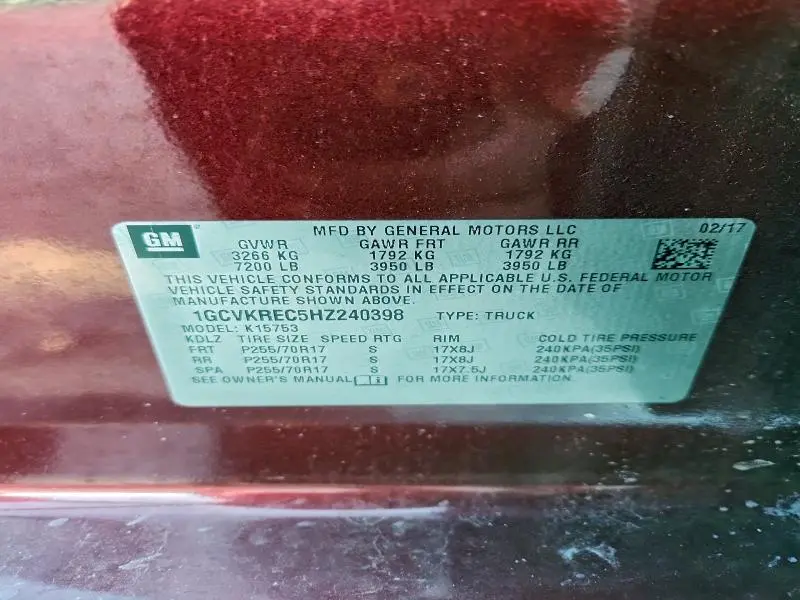 GM
MFD BY GENERAL MOTORS LLC 02/17
GVWR GAWR FRT GAWR RR
3266 KG 1792 KG 1792 KG
7200 LB 3950 LB 3950 LB
THIS VEHICLE CONFORMS TO ALL APPLICABLE U.S. FEDERAL MOTOR
VEHICLE SAFETY STANDARDS IN EFFECT ON THE DATE OF
MANUFACTURE SHOWN ABOVE.
1GCVKREC5HZ240398 TYPE: TRUCK
MODEL: K15753
KDLZ TIRE SIZE SPEED RTG RIM COLD TIRE PRESSURE
FRT P255/70R17 S 17X8J 240KPA(35PSI)
RR P255/70R17 S 17X8J 240KPA(35PSI)
SPA P255/70R17 S 17X7.5J 240KPA(35PSI)
SEE OWNER'S MANUAL FOR MORE INFORMATION